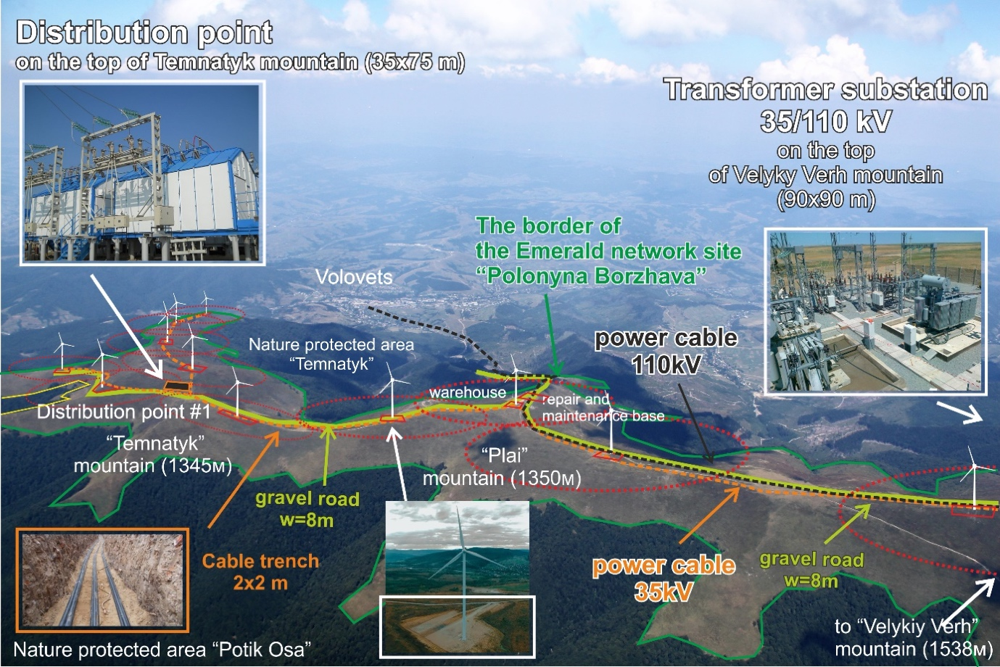 Distribution point
on the top of Temnatyk mountain (35x75 m)
Transformer substation
35/110 kV
on the top
of Velyky Verh mountain
(90x90 m)
The border of
the Emerald network site
“Polonyna Borzhava”
Volovets
Nature protected area
“Temnatyk”
power cable
110kV
warehouse
repair and
maintenance base
Distribution point #1
“Temnatyk”
mountain (1345м)
“Plai”
mountain (1350м)
gravel road
w=8m
Cable trench
2x2 m
power cable
35kV
gravel road
w=8m
to “Velykiy Verh”
mountain (1538м)
Nature protected area “Potik Osa”